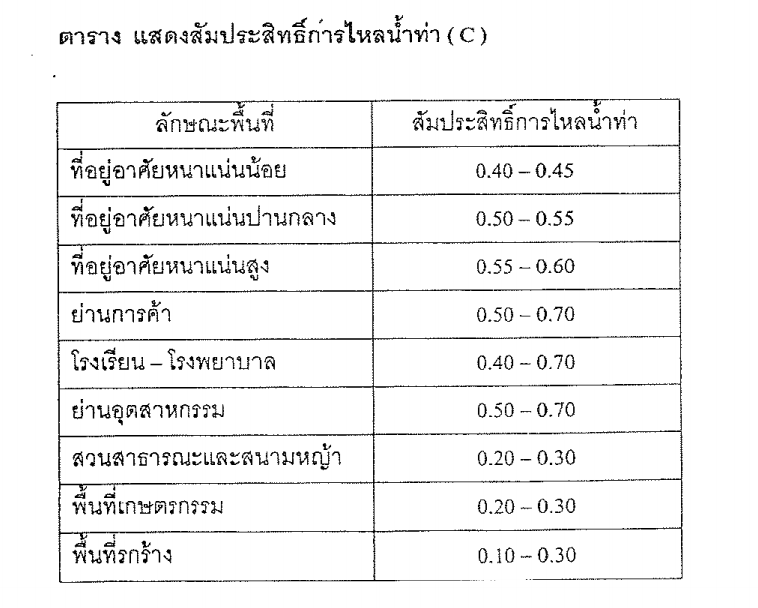 ตาราง แสดงสัมประสิทธิ์การไหลน้ำท่า ( C )
ลักษณะพื้นที่ สัมประสิทธิ์การไหลน้ำท่า
ที่อยู่อาศัยหนาแน่นน้อย 0.40 – 0.45
ที่อยู่อาศัยหนาแน่นปานกลาง 0.50 – 0.55
ที่อยู่อาศัยหนาแน่นสูง 0.55 – 0.60
ย่านการค้า 0.50 – 0.70
โรงเรียน – โรงพยาบาล 0.40 – 0.70
ย่านอุตสาหกรรม 0.50 – 0.70
สวนสาธารณะและสนามหญ้า 0.20 – 0.30
พื้นที่เกษตรกรรม 0.20 – 0.30
พื้นที่รกร้าง 0.10 – 0.30